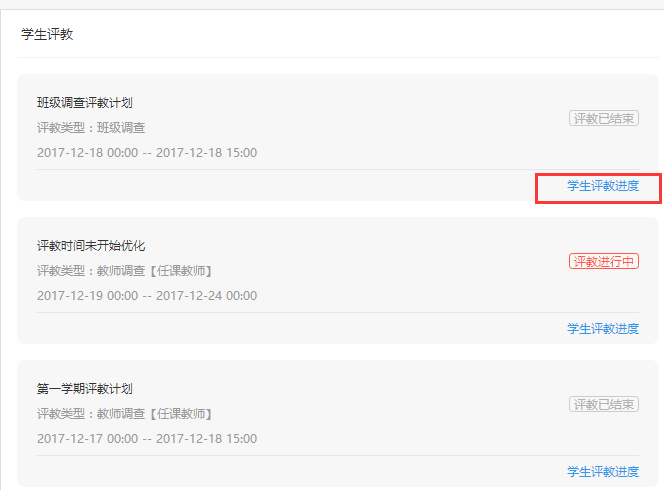 学生评教
班级调查评教计划
评教已结束
评教类型：班级调查
2017-12-18 00:00 -- 2017-12-18 15:00
学生评教进度
评教时间未开始优化
评教进行中
评教类型：教师调查【任课教师】
2017-12-19 00:00 -- 2017-12-24 00:00
学生评教进度
第一学期评教计划
评教已结束
评教类型：教师调查【任课教师】
2017-12-17 00:00 -- 2017-12-18 15:00
学生评教进度